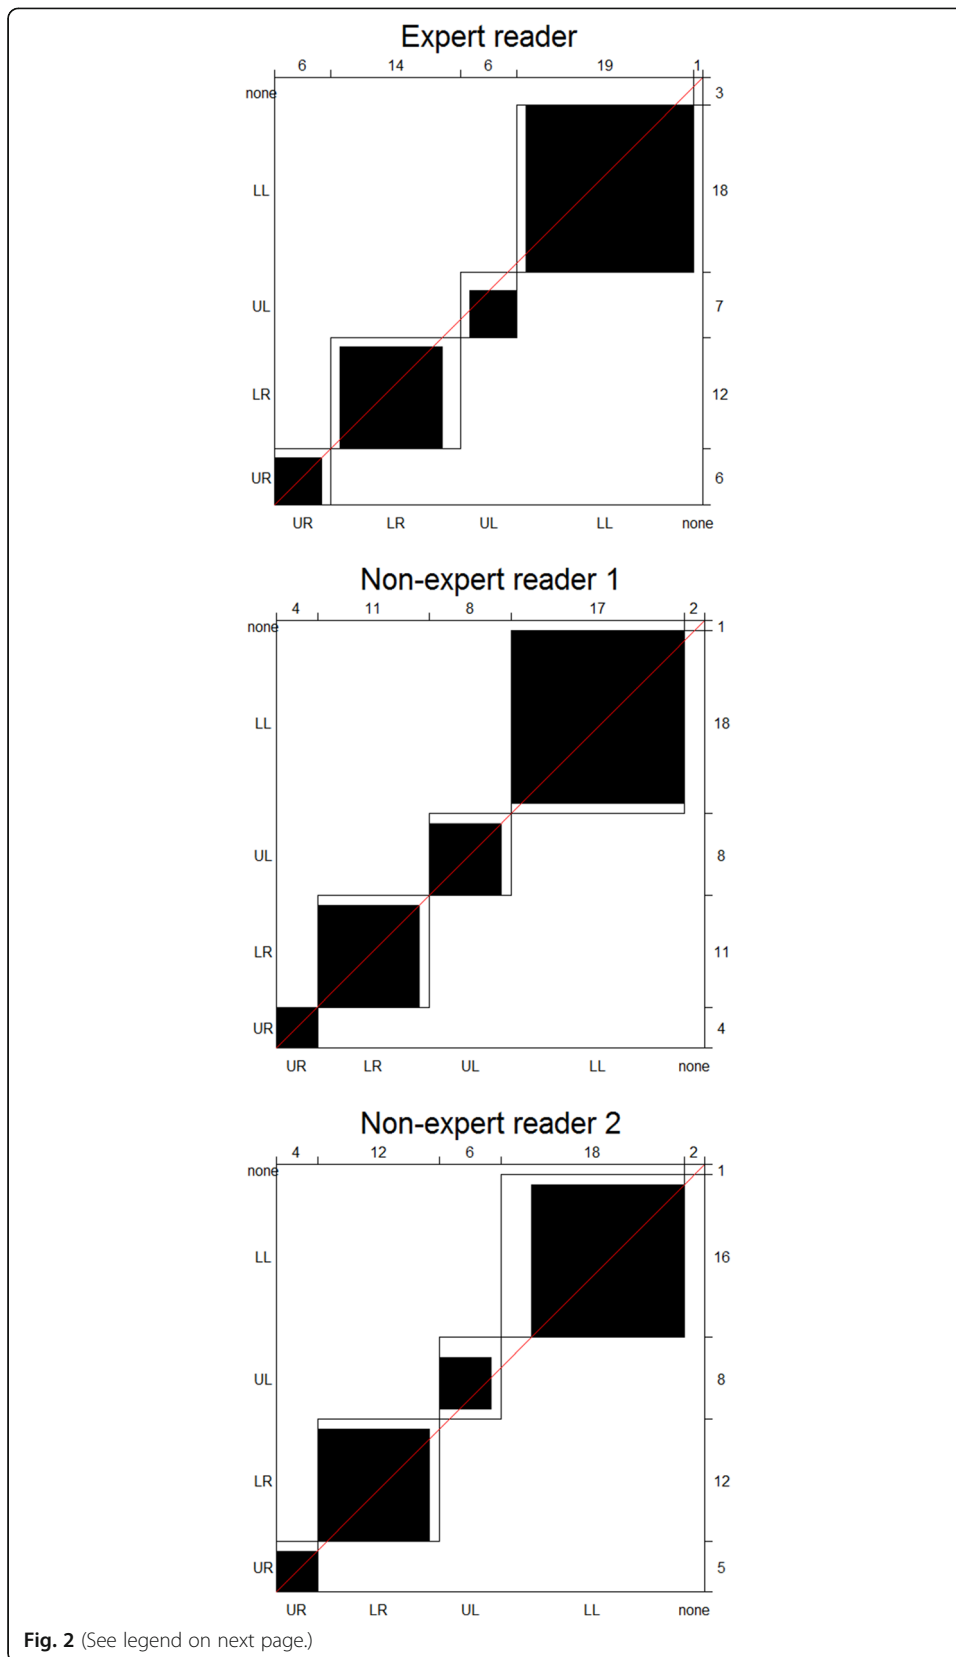 Expert reader
6 14 6 19 1
none 3
LL 18
UL 7
LR 12
UR 6
UR LR UL LL none
Non-expert reader 1
4 11 8 17 2
none 1
LL 18
UL 8
LR 11
UR 4
UR LR UL LL none
Non-expert reader 2
4 12 6 18 2
none 1
LL 16
UL 8
LR 12
UR 5
UR LR UL LL none
Fig. 2 (See legend on next page.)